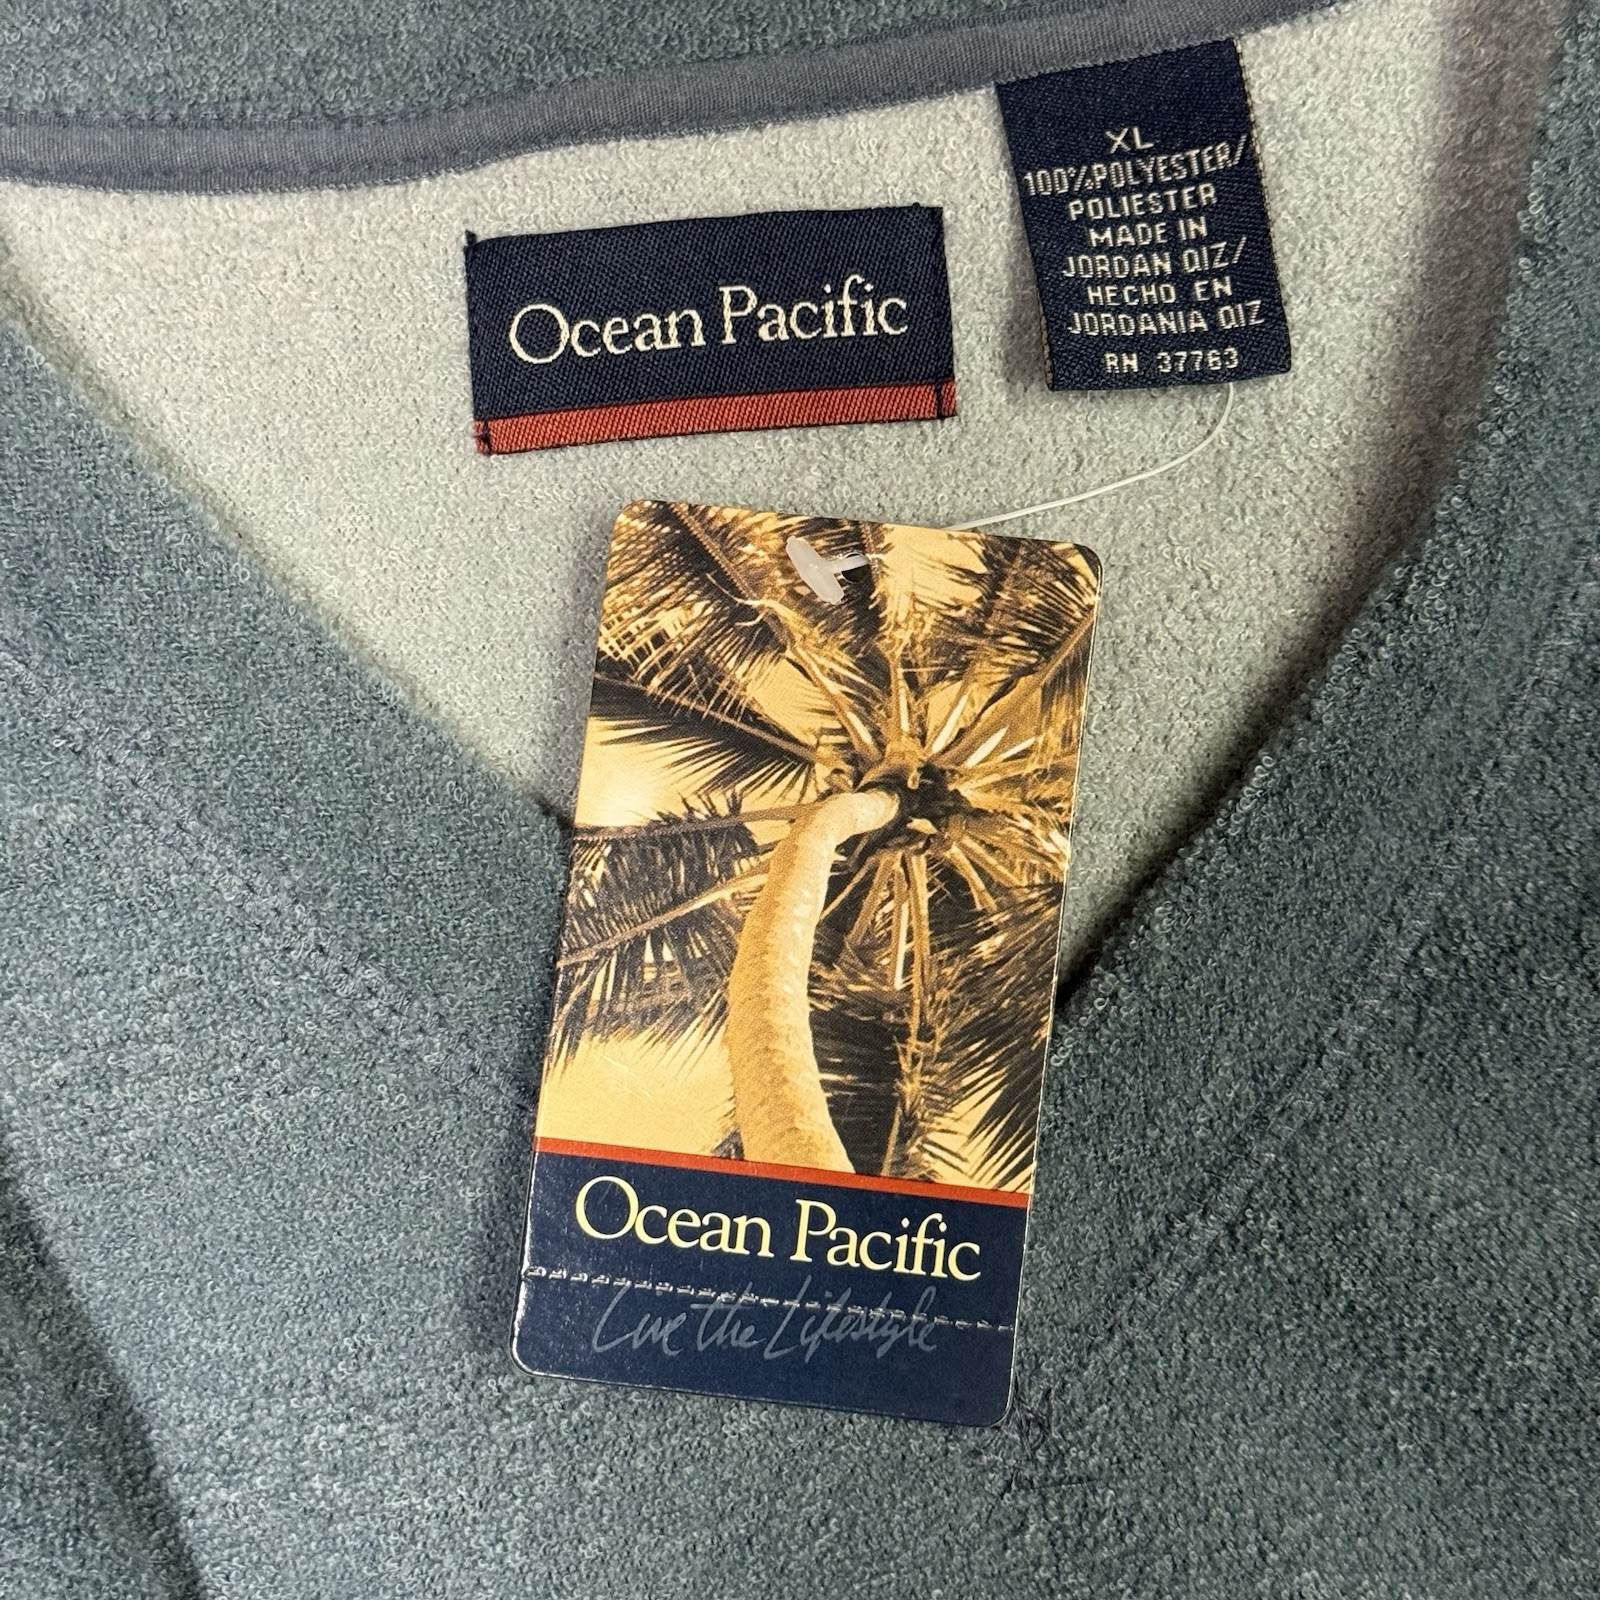 Ocean Pacific
XL
100%POLYESTER/
POLIESTER
MADE IN
JORDAN QIZ/
HECHO EN
JORDANIA QIZ
RN 37763
Ocean Pacific
Live the Lifestyle